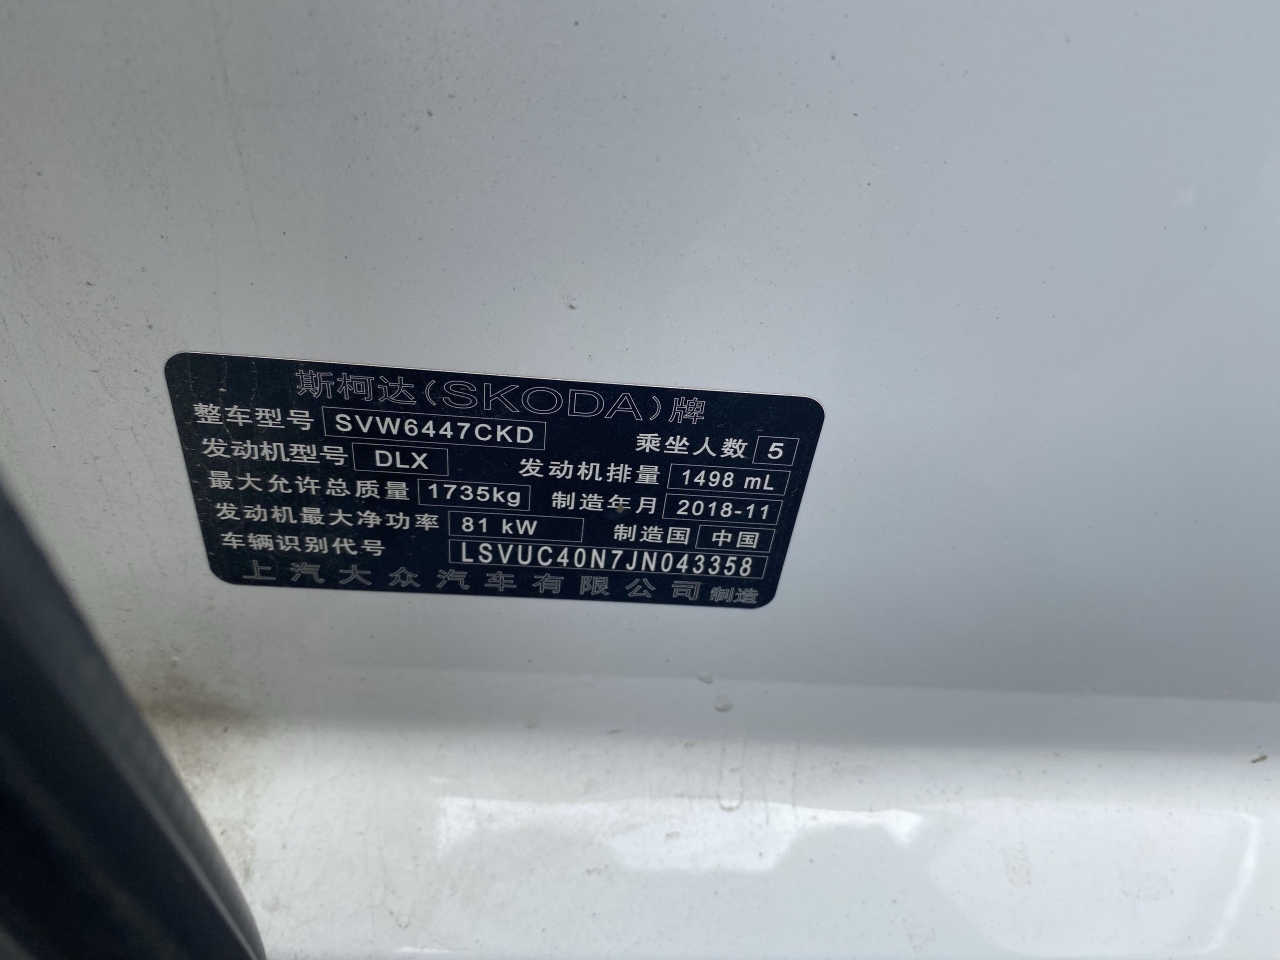 斯柯达(SKODA)牌
整车型号 SVW6447CKD 乘坐人数 5
发动机型号 DLX 发动机排量 1498 mL
最大允许总质量 1735kg 制造年月 2018-11
发动机最大净功率 81 kW 制造国 中国
车辆识别代号 LSVUC40N7JN043358
上汽大众汽车有限公司 制造